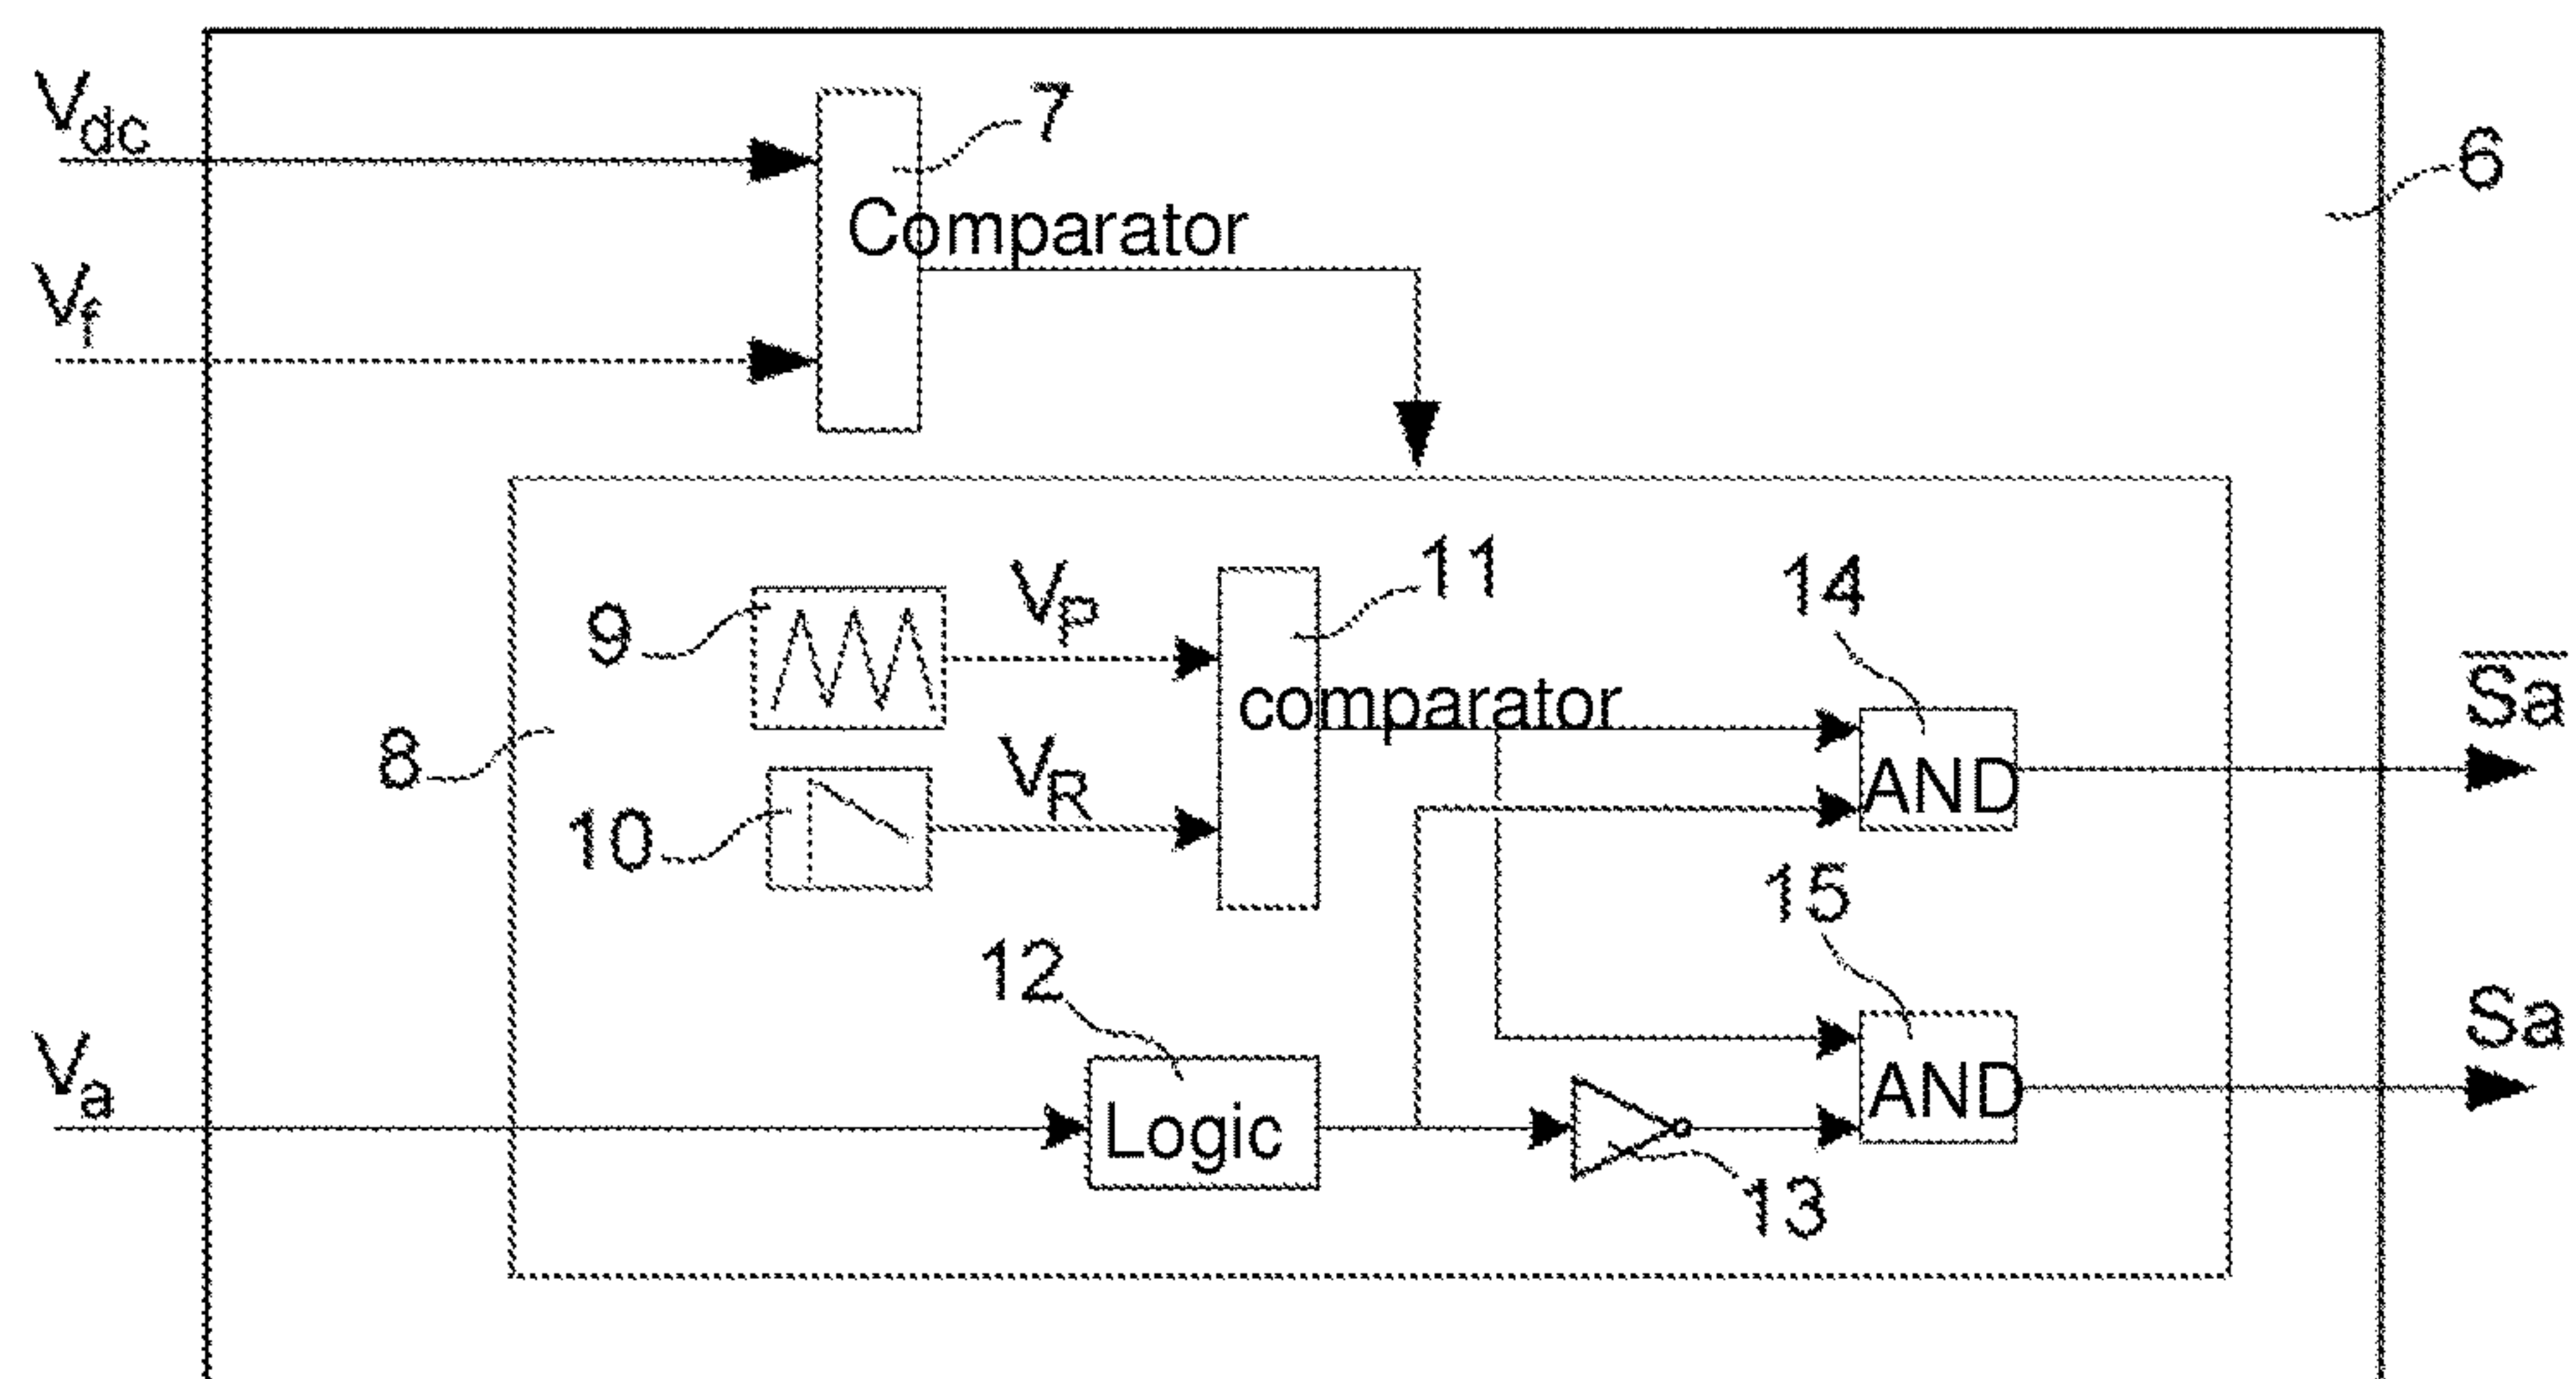 Vdc
7
6
Comparator
Vf
11
14
VP
9
comparator
S̅a̅
AND
8
VR
10
15
12
Sa
Va
AND
Logic
13